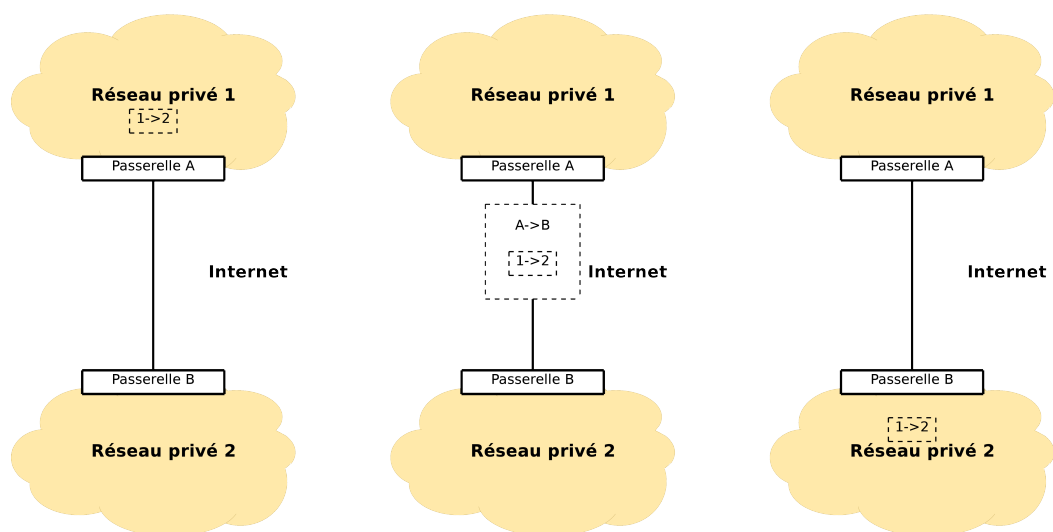 Réseau privé 1
1->2
Passerelle A
Internet
Passerelle B
Réseau privé 2
Réseau privé 1
Passerelle A
A->B
1->2
Internet
Passerelle B
Réseau privé 2
Réseau privé 1
Passerelle A
Internet
Passerelle B
1->2
Réseau privé 2